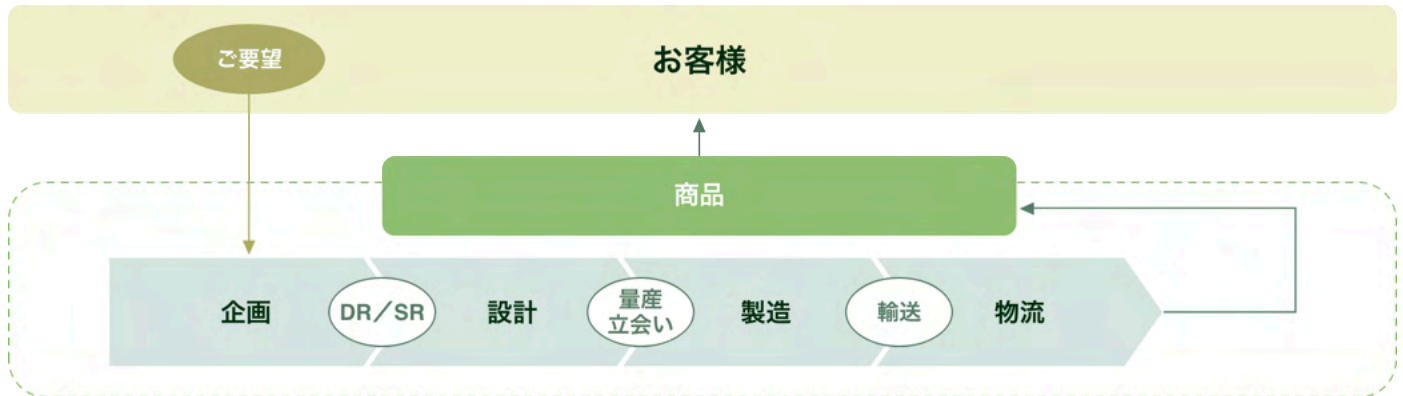 ご要望
お客様
商品
企画
DR／SR
設計
量産
立会い
製造
輸送
物流